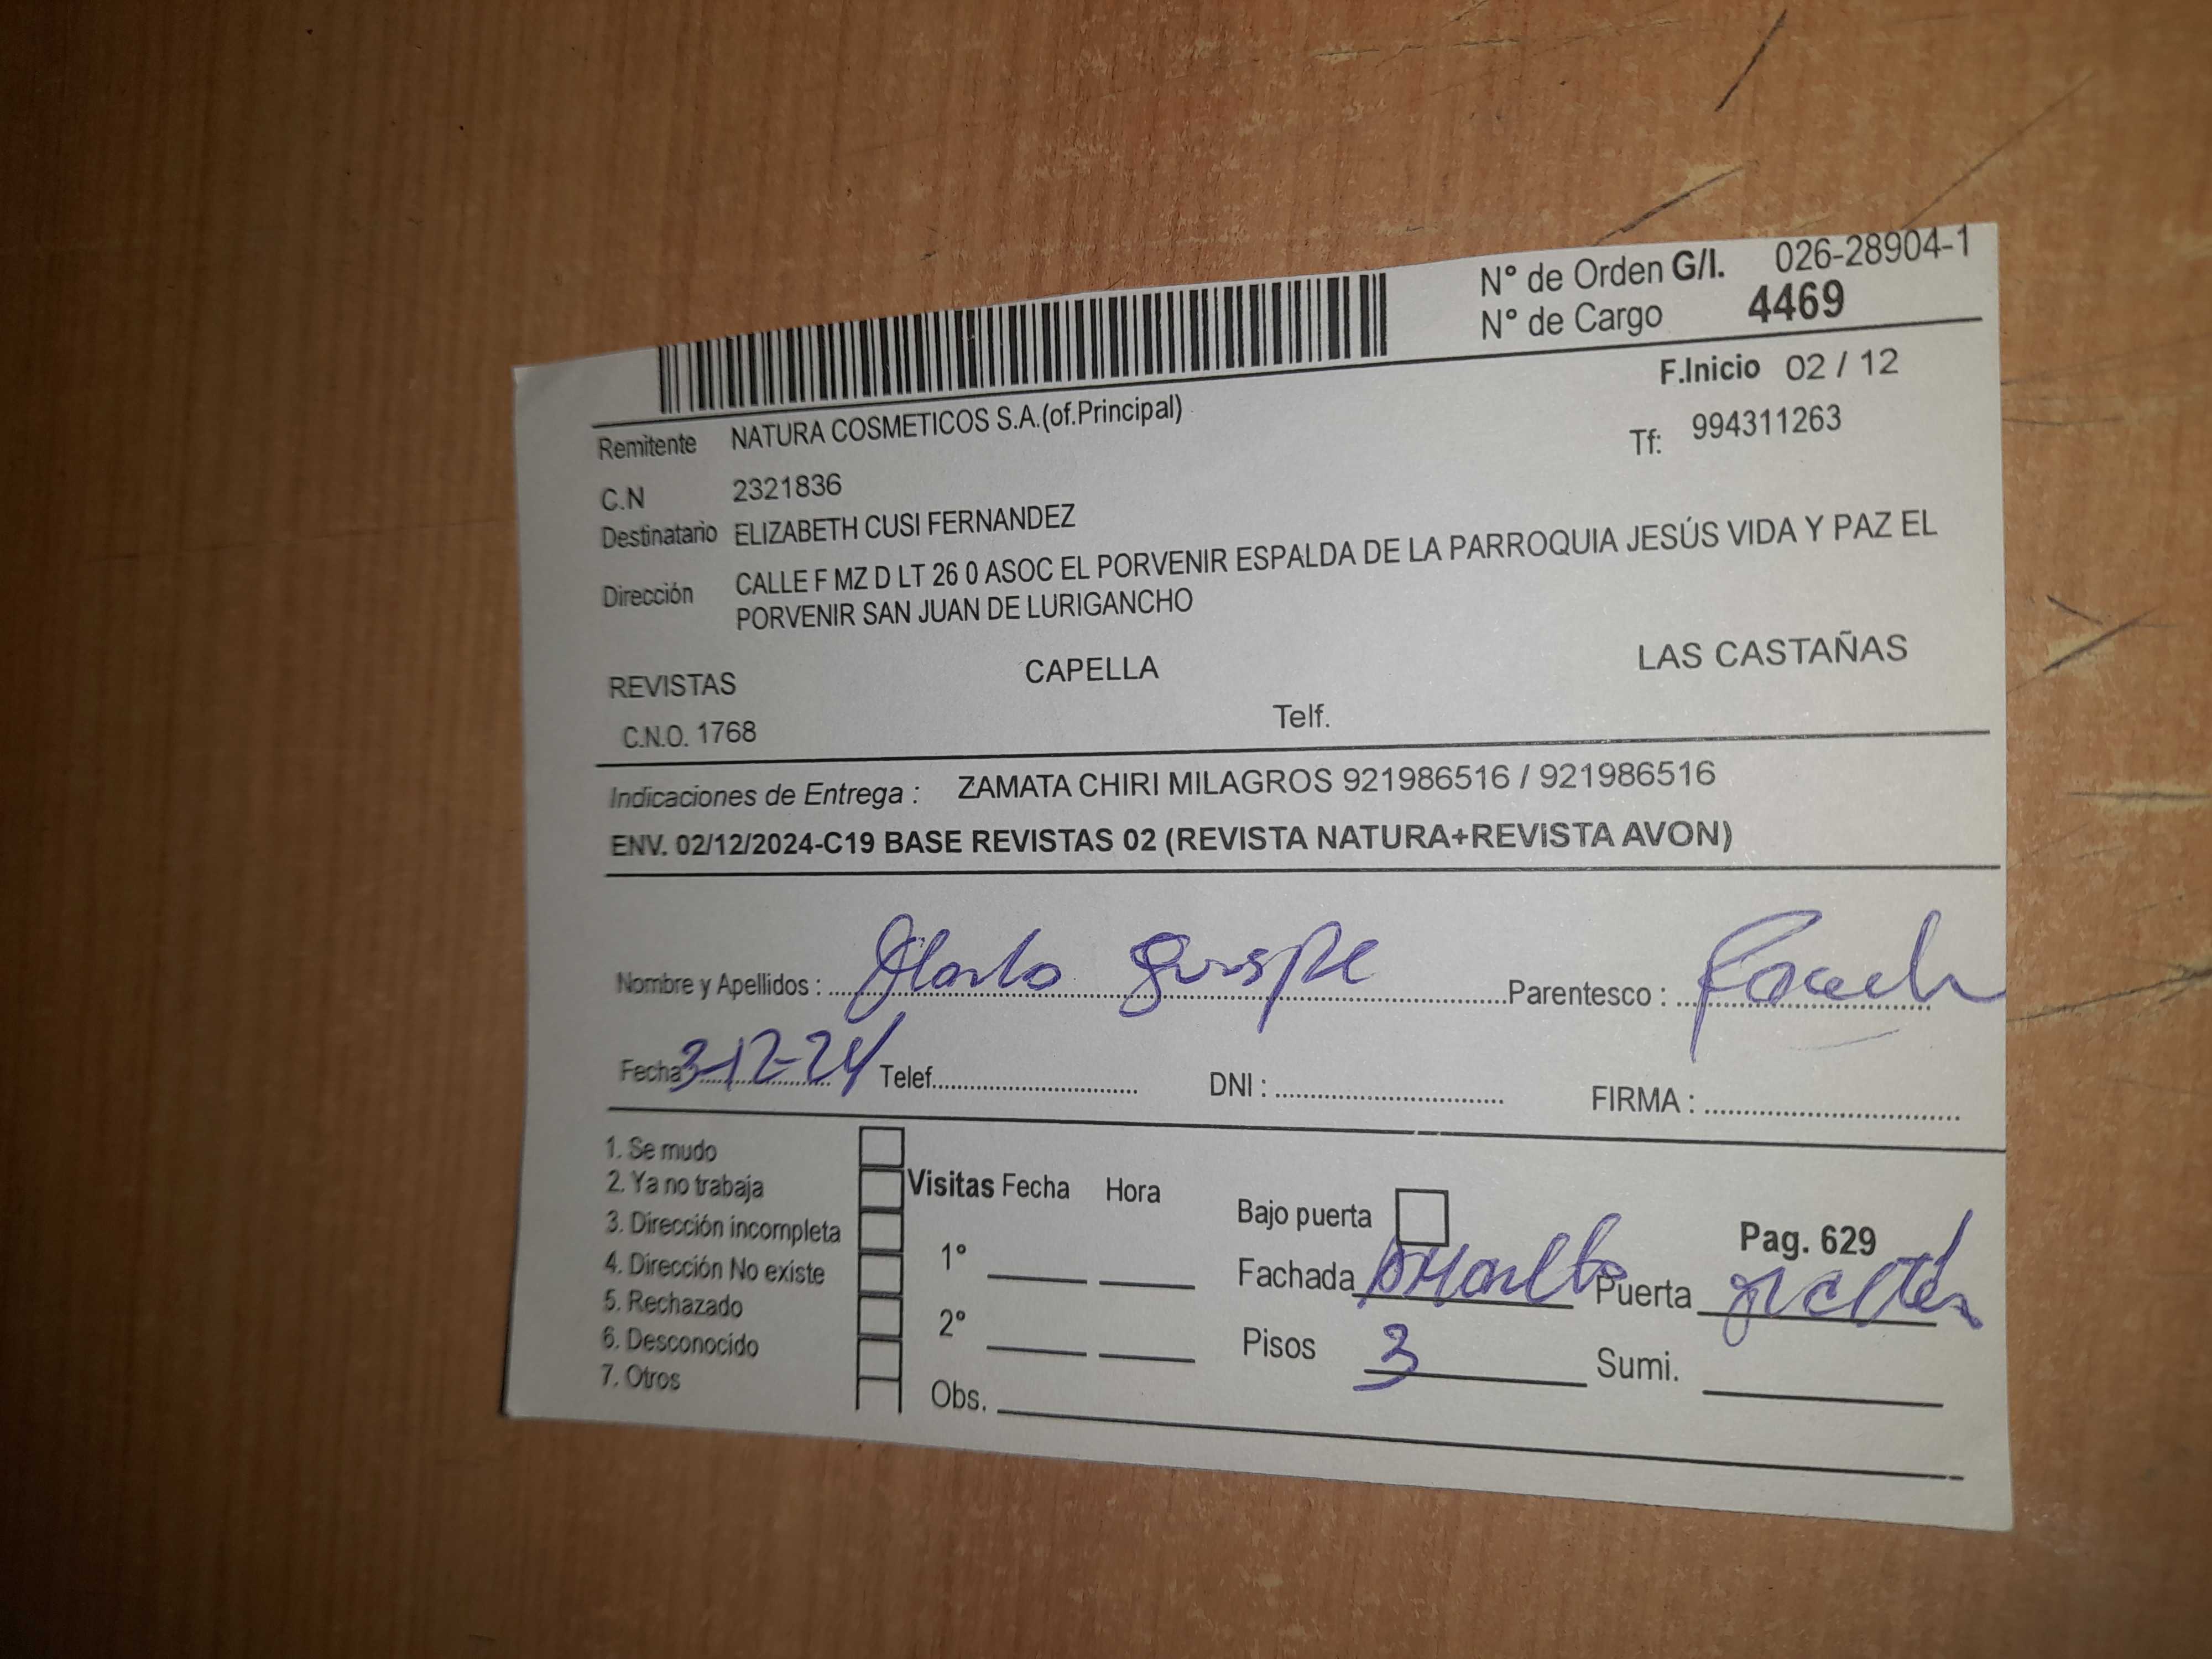 N° de Orden G/I. 026-28904-1
N° de Cargo 4469
F.Inicio 02 / 12
Remitente NATURA COSMETICOS S.A.(of.Principal)
Tf: 994311263
C.N 2321836
Destinatario ELIZABETH CUSI FERNANDEZ
Dirección CALLE F MZ D LT 26 0 ASOC EL PORVENIR ESPALDA DE LA PARROQUIA JESÚS VIDA Y PAZ EL
PORVENIR SAN JUAN DE LURIGANCHO
REVISTAS CAPELLA LAS CASTAÑAS
C.N.O. 1768 Telf.
Indicaciones de Entrega : ZAMATA CHIRI MILAGROS 921986516 / 921986516
ENV. 02/12/2024-C19 BASE REVISTAS 02 (REVISTA NATURA+REVISTA AVON)
Nombre y Apellidos : Parentesco :
Fecha 3-12-24 Telef. DNI : FIRMA :
1. Se mudo
2. Ya no trabaja
3. Dirección incompleta
4. Dirección No existe
5. Rechazado
6. Desconocido
7. Otros
Visitas Fecha Hora
1°
2°
Obs.
Bajo puerta Pag. 629
Fachada Puerta
Pisos 3 Sumi.